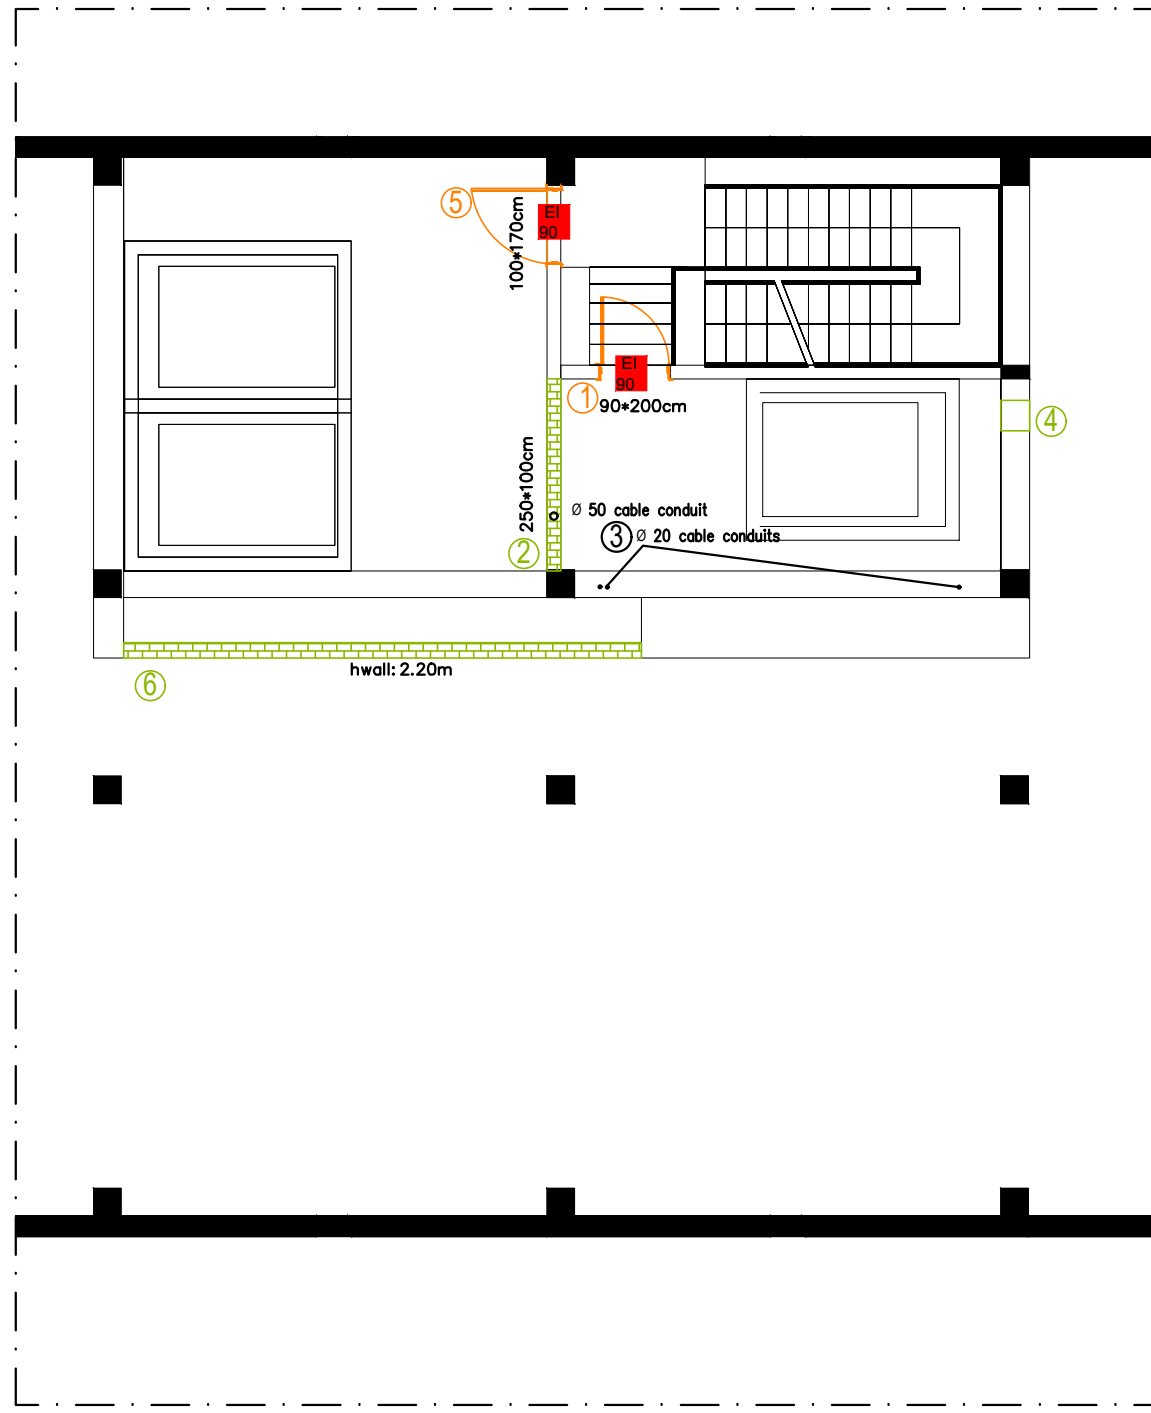 5
EI
90
100*170cm
EI
90
1
90*200cm
4
250*100cm
Ø 50 cable conduit
3
Ø 20 cable conduits
2
hwall: 2.20m
6